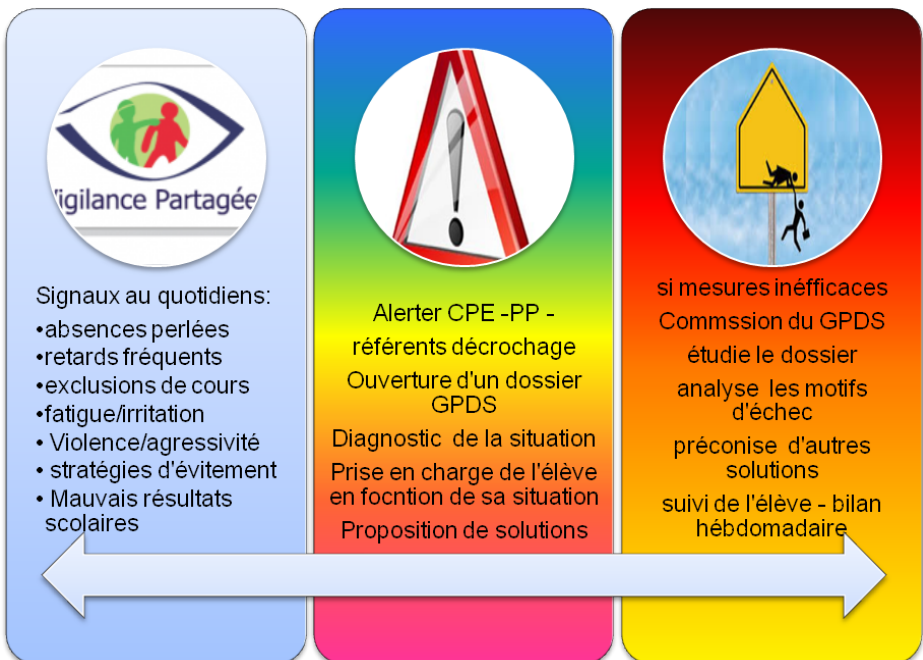 Vigilance Partagée
Signaux au quotidiens:
•absences perlées
•retards fréquents
•exclusions de cours
•fatigue/irritation
• Violence/agressivité
• stratégies d'évitement
• Mauvais résultats
scolaires
Alerter CPE -PP -
référents décrochage
Ouverture d'un dossier
GPDS
Diagnostic de la situation
Prise en charge de l'élève
en focntion de sa situation
Proposition de solutions
si mesures inéfficaces
Commssion du GPDS
étudie le dossier
analyse les motifs
d'échec
préconise d'autres
solutions
suivi de l'élève - bilan
hébdomadaire